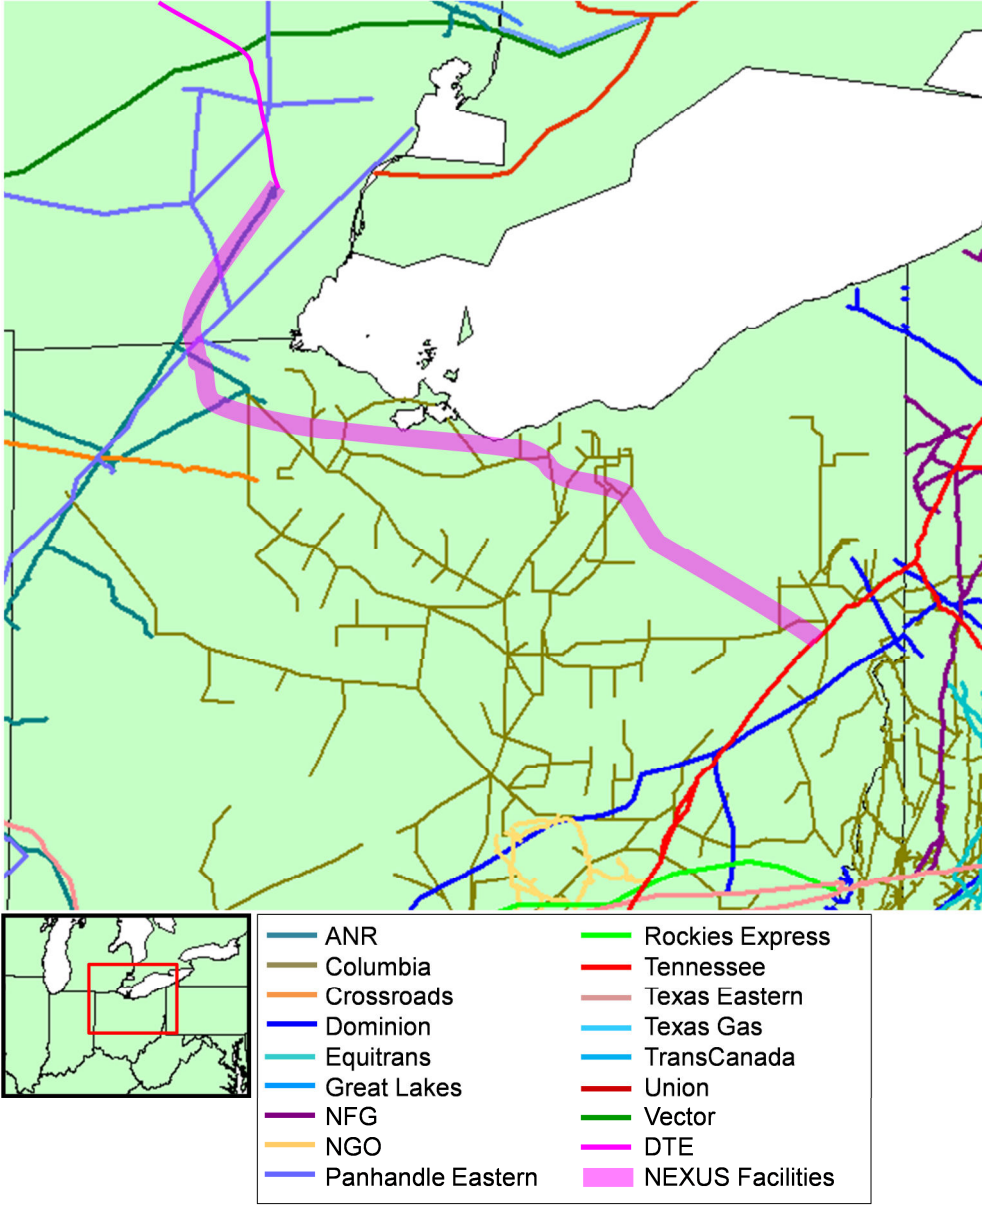 ANR
Columbia
Crossroads
Dominion
Equitrans
Great Lakes
NFG
NGO
Panhandle Eastern
Rockies Express
Tennessee
Texas Eastern
Texas Gas
TransCanada
Union
Vector
DTE
NEXUS Facilities